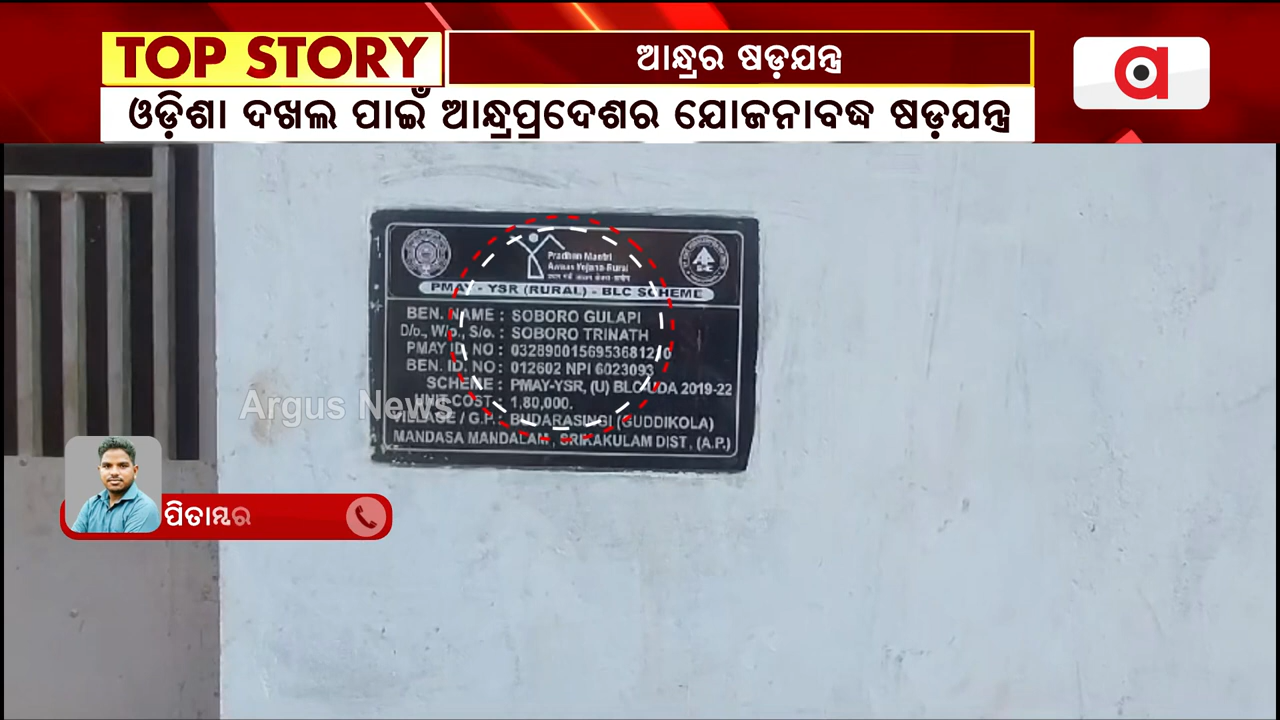 TOP STORY
ଆନ୍ଧ୍ରର ଷଡ଼ଯନ୍ତ୍ର
ଓଡ଼ିଶା ଦଖଲ ପାଇଁ ଆନ୍ଧ୍ରପ୍ରଦେଶର ଯୋଜନାବଦ୍ଧ ଷଡ଼ଯନ୍ତ୍ର
a
Pradhan Mantri
Awaas Yojana-Rural
PMAY - YSR (RURAL) - BLC SCHEME
BEN. NAME : SOBORO GULAPI
D/o., W/o., S/o. : SOBORO TRINATH
PMAY ID. NO :
BEN. ID. NO : 012602 NPI 6023093
SCHEME : PMAY-YSR, (U) BLC UDA 2019-22
UNIT COST : 1,80,000.
VILLAGE / G.P. : BUDARASINGI (GUDDIKOLA)
MANDASA MANDALAM, SRIKAKULAM DIST, (A.P.)
Argus News
ପିତାମ୍ବର